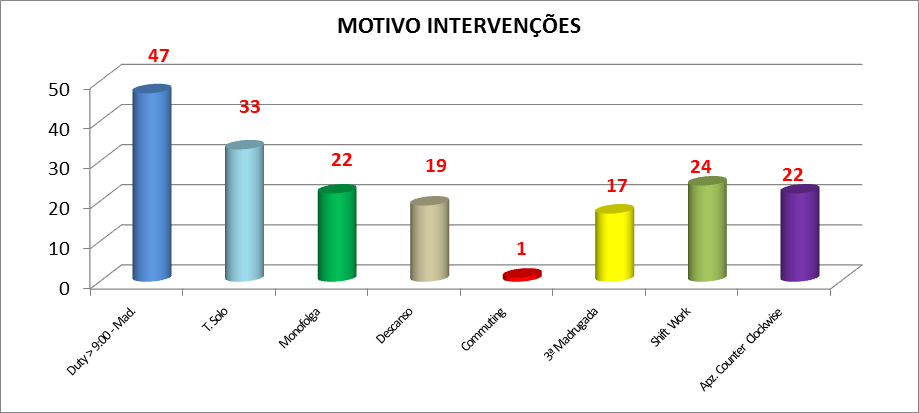 MOTIVO INTERVENÇÕES
47
33
22
19
1
17
24
22
50
40
30
20
10
0
Duty > 9:00 - Mad.
T. Solo
Monofolga
Descanso
Commuting
3ª Madrugada
Shift Work
Apz. Counter Clockwise